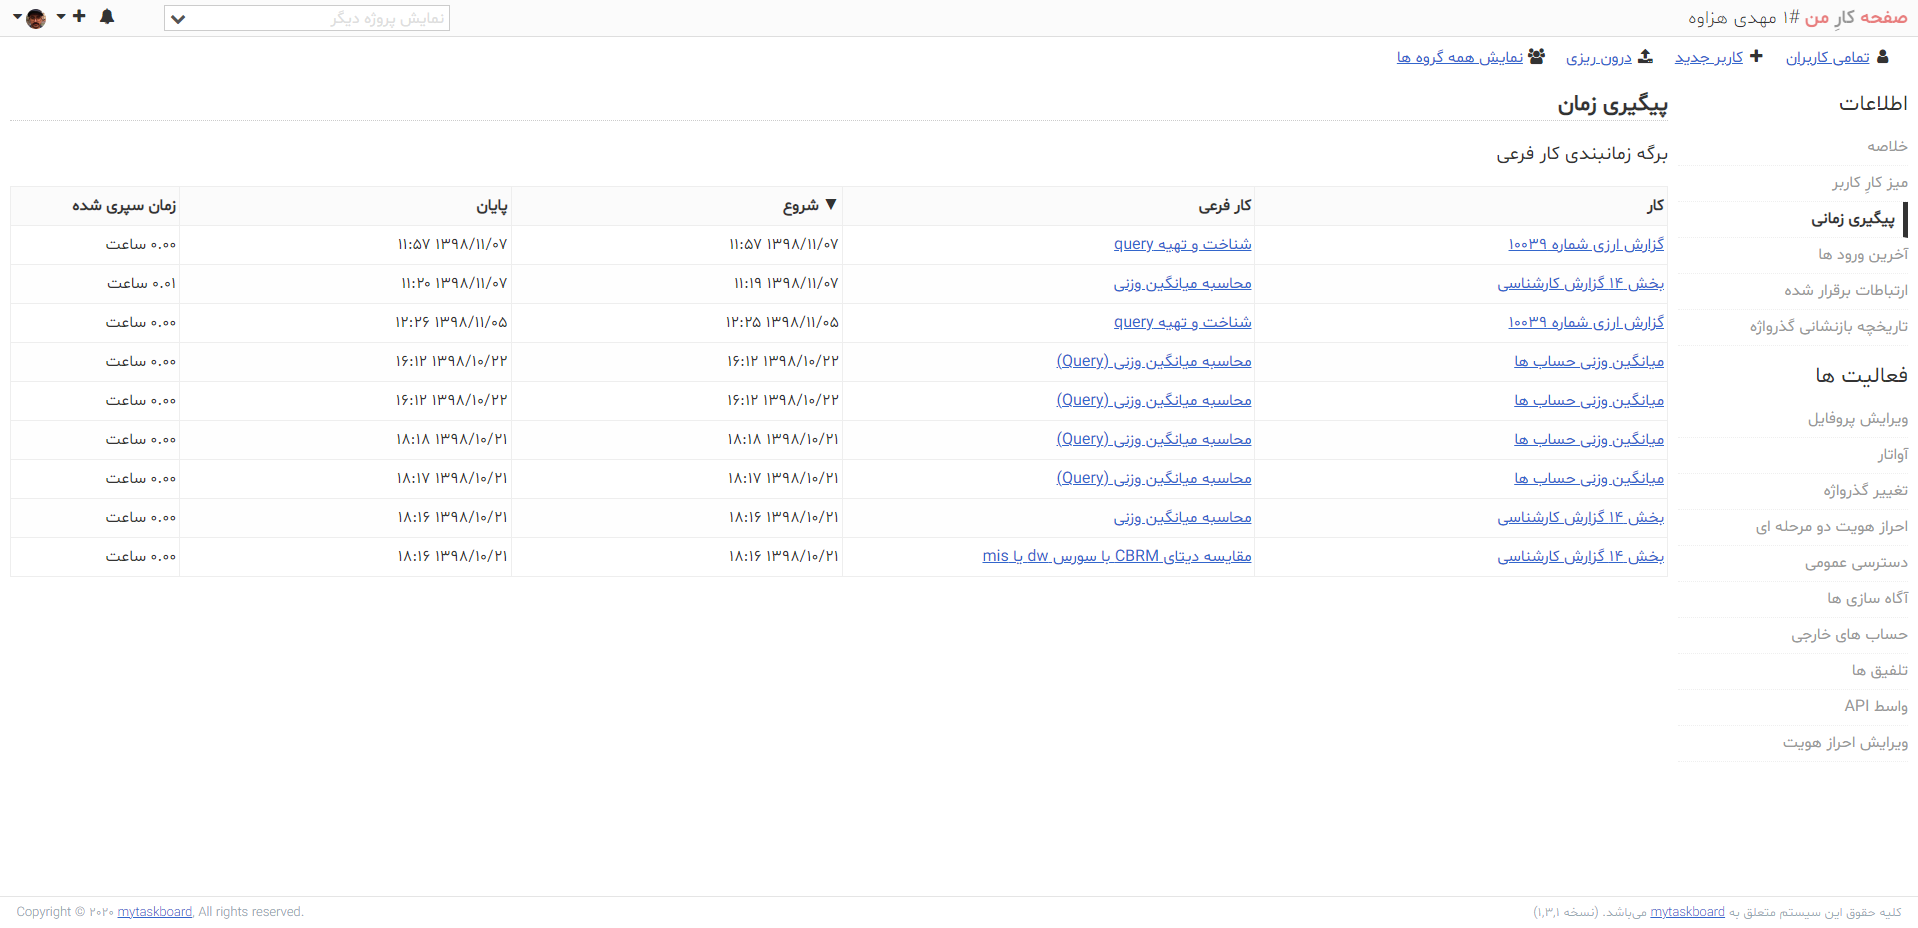 صفحه کارِ من #۱ مهدی هزاوه
نمایش پروژه دیگر
تمامی کاربران کاربر جدید درون ریزی نمایش همه گروه ها
اطلاعات
خلاصه
میز کارِ کاربر
پیگیری زمانی
آخرین ورود ها
ارتباطات برقرار شده
تاریخچه بازنشانی گذرواژه
فعالیت ها
ویرایش پروفایل
آواتار
تغییر گذرواژه
احراز هویت دو مرحله ای
دسترسی عمومی
آگاه سازی ها
حساب های خارجی
تلفیق ها
واسط API
ویرایش احراز هویت
پیگیری زمان
برگه زمانبندی کار فرعی
کار کار فرعی ▼ شروع پایان زمان سپری شده
گزارش ارزی شماره ۱۰۰۳۹ شناخت و تهیه query ۱۳۹۸/۱۱/۰۷ ۱۱:۵۷ ۱۳۹۸/۱۱/۰۷ ۱۱:۵۷ ۰.۰۰ ساعت
بخش ۱۴ گزارش کارشناسی محاسبه میانگین وزنی ۱۳۹۸/۱۱/۰۷ ۱۱:۱۹ ۱۳۹۸/۱۱/۰۷ ۱۱:۲۰ ۰.۰۱ ساعت
گزارش ارزی شماره ۱۰۰۳۹ شناخت و تهیه query ۱۳۹۸/۱۱/۰۵ ۱۲:۲۵ ۱۳۹۸/۱۱/۰۵ ۱۲:۲۶ ۰.۰۰ ساعت
میانگین وزنی حساب ها محاسبه میانگین وزنی (Query) ۱۳۹۸/۱۰/۲۲ ۱۶:۱۲ ۱۳۹۸/۱۰/۲۲ ۱۶:۱۲ ۰.۰۰ ساعت
میانگین وزنی حساب ها محاسبه میانگین وزنی (Query) ۱۳۹۸/۱۰/۲۲ ۱۶:۱۲ ۱۳۹۸/۱۰/۲۲ ۱۶:۱۲ ۰.۰۰ ساعت
میانگین وزنی حساب ها محاسبه میانگین وزنی (Query) ۱۳۹۸/۱۰/۲۱ ۱۸:۱۸ ۱۳۹۸/۱۰/۲۱ ۱۸:۱۸ ۰.۰۰ ساعت
میانگین وزنی حساب ها محاسبه میانگین وزنی (Query) ۱۳۹۸/۱۰/۲۱ ۱۸:۱۷ ۱۳۹۸/۱۰/۲۱ ۱۸:۱۷ ۰.۰۰ ساعت
بخش ۱۴ گزارش کارشناسی محاسبه میانگین وزنی ۱۳۹۸/۱۰/۲۱ ۱۸:۱۶ ۱۳۹۸/۱۰/۲۱ ۱۸:۱۶ ۰.۰۰ ساعت
بخش ۱۴ گزارش کارشناسی مقایسه دیتای CBRM با سورس dw یا mis ۱۳۹۸/۱۰/۲۱ ۱۸:۱۶ ۱۳۹۸/۱۰/۲۱ ۱۸:۱۶ ۰.۰۰ ساعت
کلیه حقوق این سیستم متعلق به mytaskboard می‌باشد. (نسخه ۱,۳,۱)
Copyright © ۲۰۲۰ mytaskboard, All rights reserved.